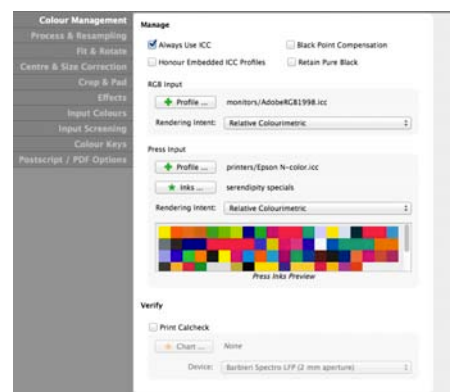 Colour Management
Process & Resampling
Fit & Rotate
Centre & Size Correction
Crop & Pad
Effects
Input Colours
Input Screening
Colour Keys
Postscript / PDF Options
Manage
Always Use ICC
Black Point Compensation
Honour Embedded ICC Profiles
Retain Pure Black
RGB Input
Profile ...
monitors/AdobeRGB1998.icc
Rendering Intent:
Relative Colourimetric
Press Input
Profile ...
printers/Epson N-color.icc
Inks ...
serendipity specials
Rendering Intent:
Relative Colourimetric
Press Inks Preview
Verify
Print Calcheck
Chart ...
None
Device:
Barbieri Spectro LFP (2 mm aperture)